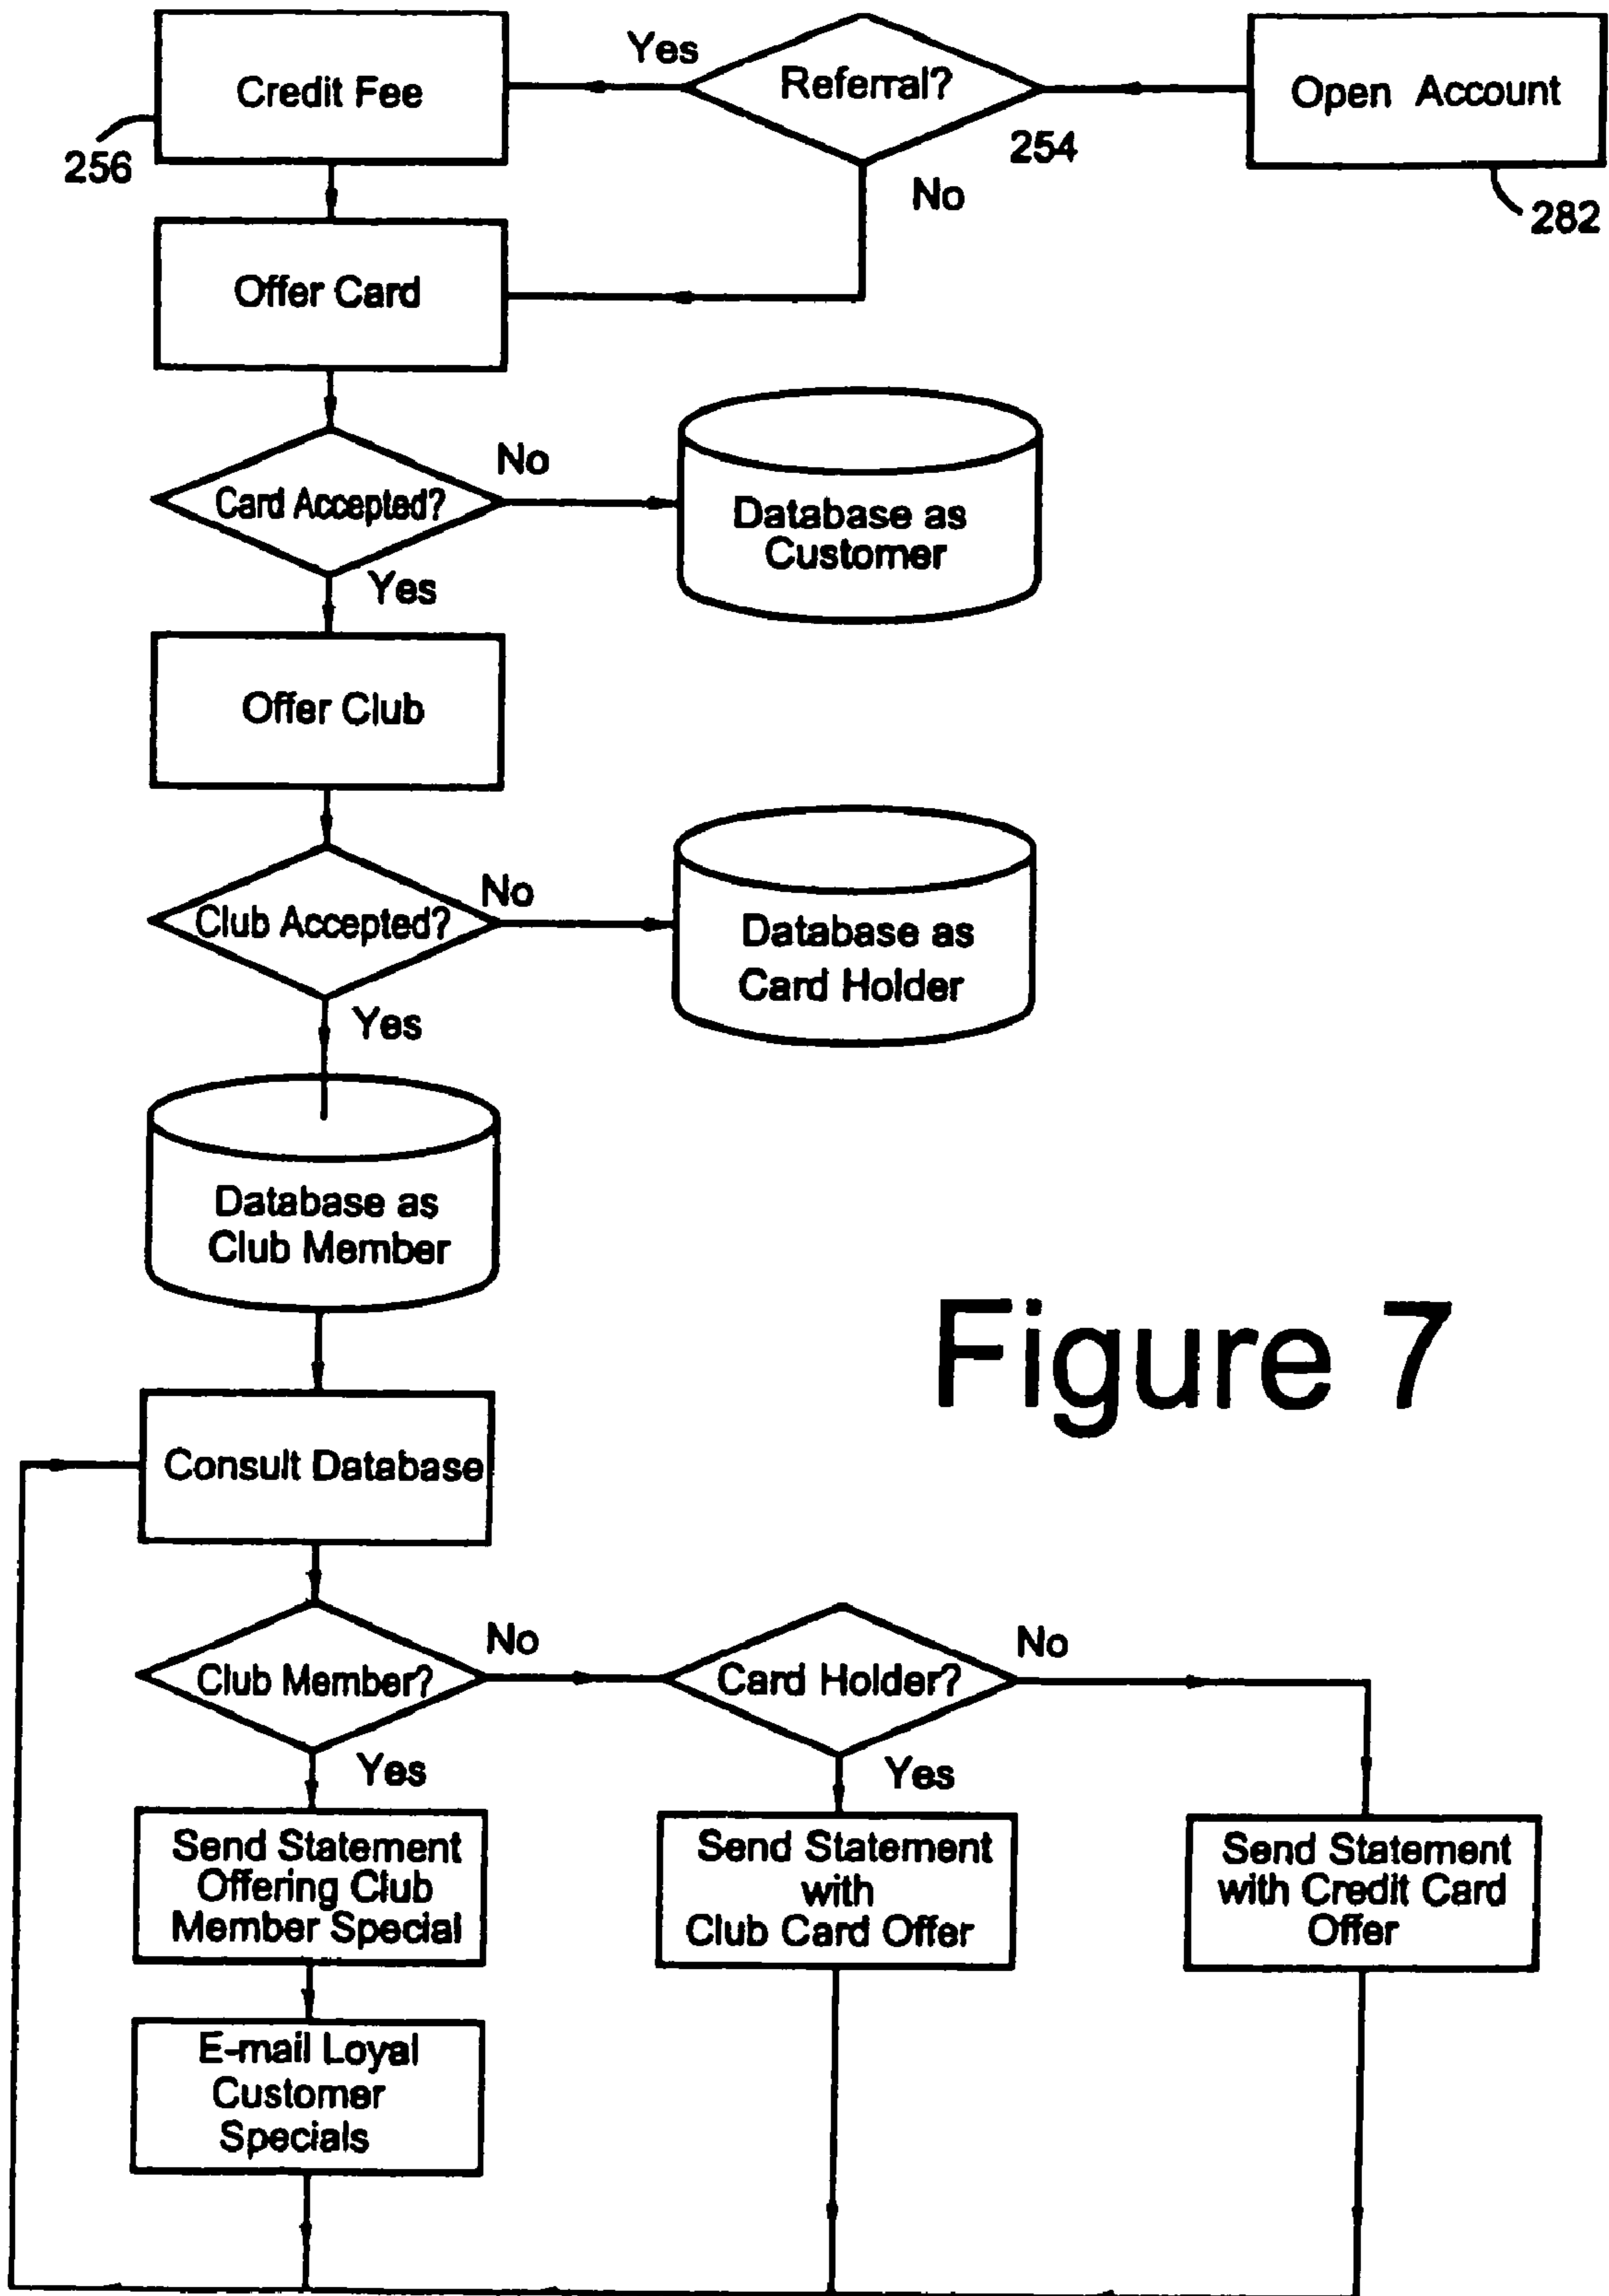 Credit Fee
Yes
Referral?
Open Account
256
254
No
282
Offer Card
Card Accepted?
No
Database as
Customer
Yes
Offer Club
Club Accepted?
No
Database as
Card Holder
Yes
Database as
Club Member
Figure 7
Consult Database
Club Member?
No
Card Holder?
No
Yes
Yes
Send Statement
Offering Club
Member Special
Send Statement
with
Club Card Offer
Send Statement
with Credit Card
Offer
E-mail Loyal
Customer
Specials